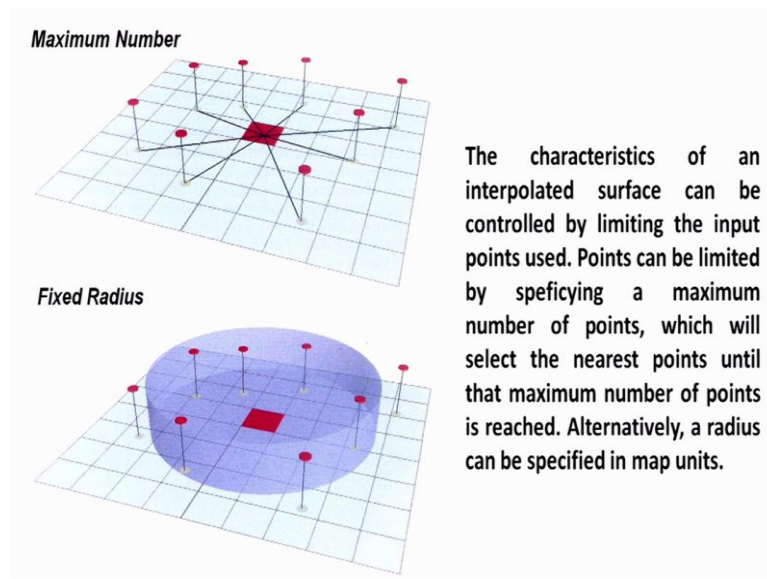 Maximum Number
Fixed Radius
The characteristics of an
interpolated surface can be
controlled by limiting the input
points used. Points can be limited
by speficying a maximum
number of points, which will
select the nearest points until
that maximum number of points
is reached. Alternatively, a radius
can be specified in map units.